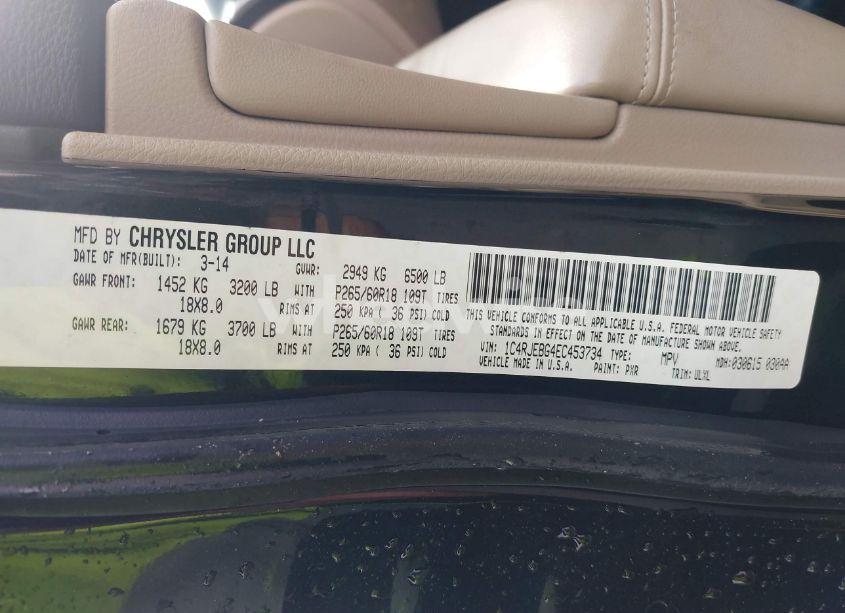 MFD BY CHRYSLER GROUP LLC
DATE OF MFR(BUILT): 3-14 GVWR: 2949 KG 6500 LB
GAWR FRONT: 1452 KG 3200 LB WITH P265/60R18 109T TIRES
18X8.0 RIMS AT 250 KPA ( 36 PSI) COLD
GAWR REAR: 1679 KG 3700 LB WITH P265/60R18 109T TIRES
18X8.0 RIMS AT 250 KPA ( 36 PSI) COLD
THIS VEHICLE CONFORMS TO ALL APPLICABLE U.S.A. FEDERAL MOTOR VEHICLE SAFETY
STANDARDS IN EFFECT ON THE DATE OF MANUFACTURE SHOWN ABOVE.
VIN: 1C4RJEBG4EC453734 TYPE: MPV MDH:030615 030AA
VEHICLE MADE IN U.S.A. PAINT: PXR TRIM: ULXL